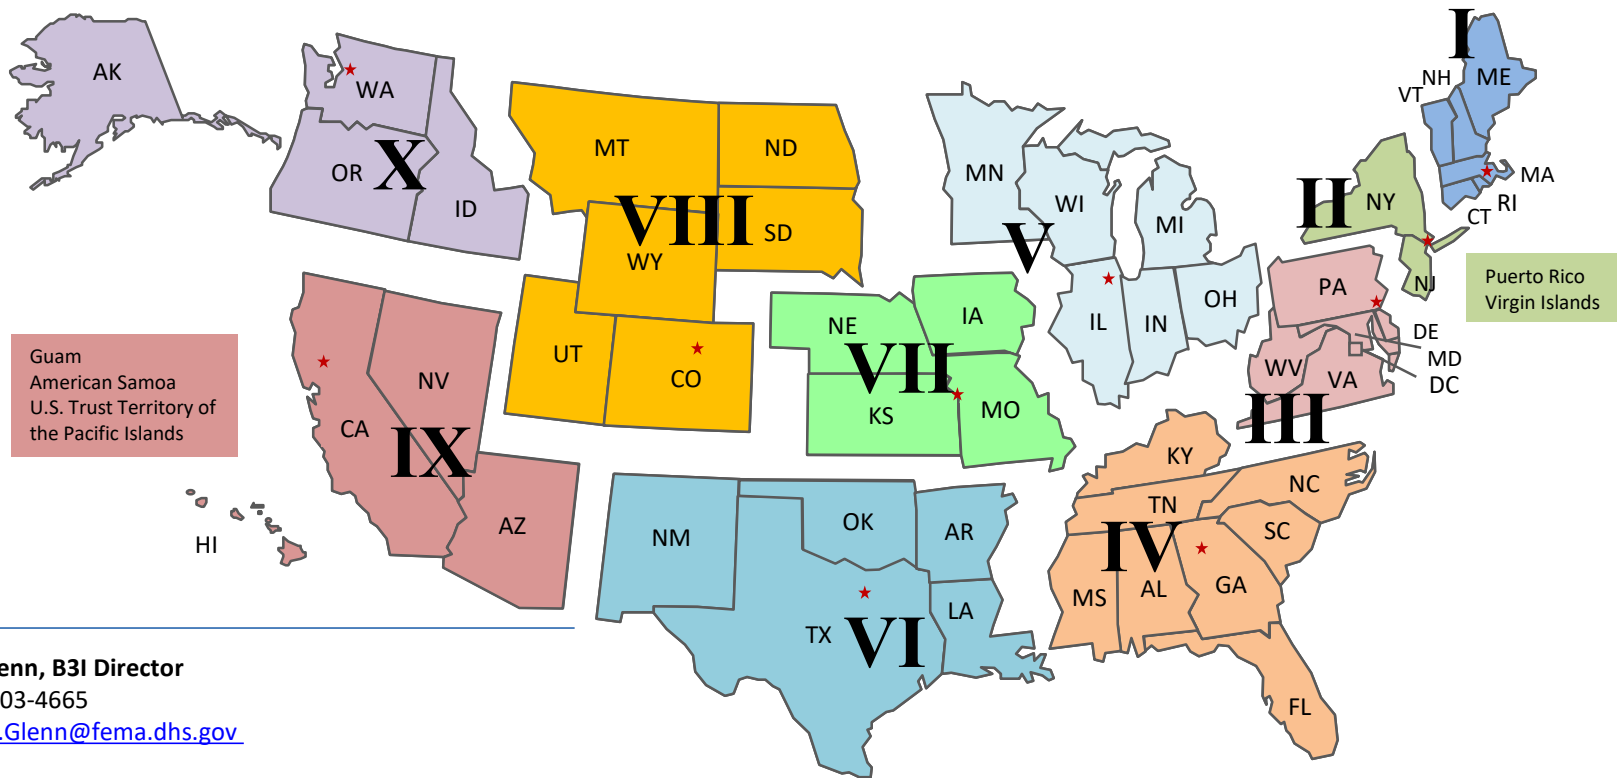 I
AK
NH
ME
WA
VT
MT
ND
OR
X
MN
MA
ID
WI
MI
II
NY
RI
CT
VIII
SD
V
WY
PA
NJ
Puerto Rico
Virgin Islands
NE
IA
IL
IN
OH
DE
MD
DC
UT
CO
VII
WV
VA
Guam
American Samoa
U.S. Trust Territory of
the Pacific Islands
NV
CA
KS
MO
III
IX
KY
NC
TN
HI
AZ
NM
OK
AR
IV
SC
MS
AL
GA
LA
TX
VI
FL
enn, B3I Director
03-4665
.Glenn@fema.dhs.gov